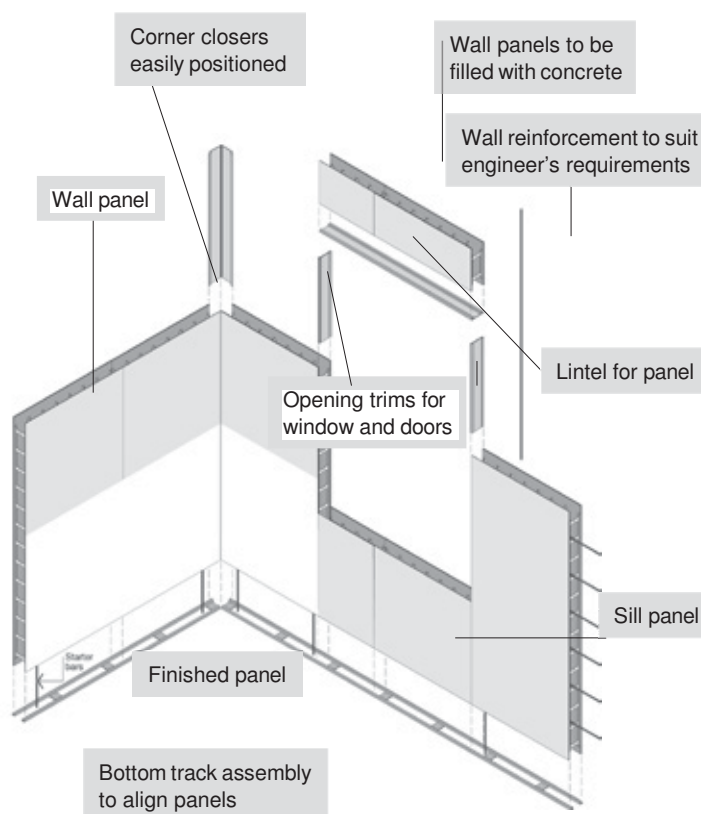 Corner closers
easily positioned
Wall panels to be
filled with concrete
Wall reinforcement to suit
engineer's requirements
Wall panel
Lintel for panel
Opening trims for
window and doors
Sill panel
Starter
bars
Finished panel
Bottom track assembly
to align panels